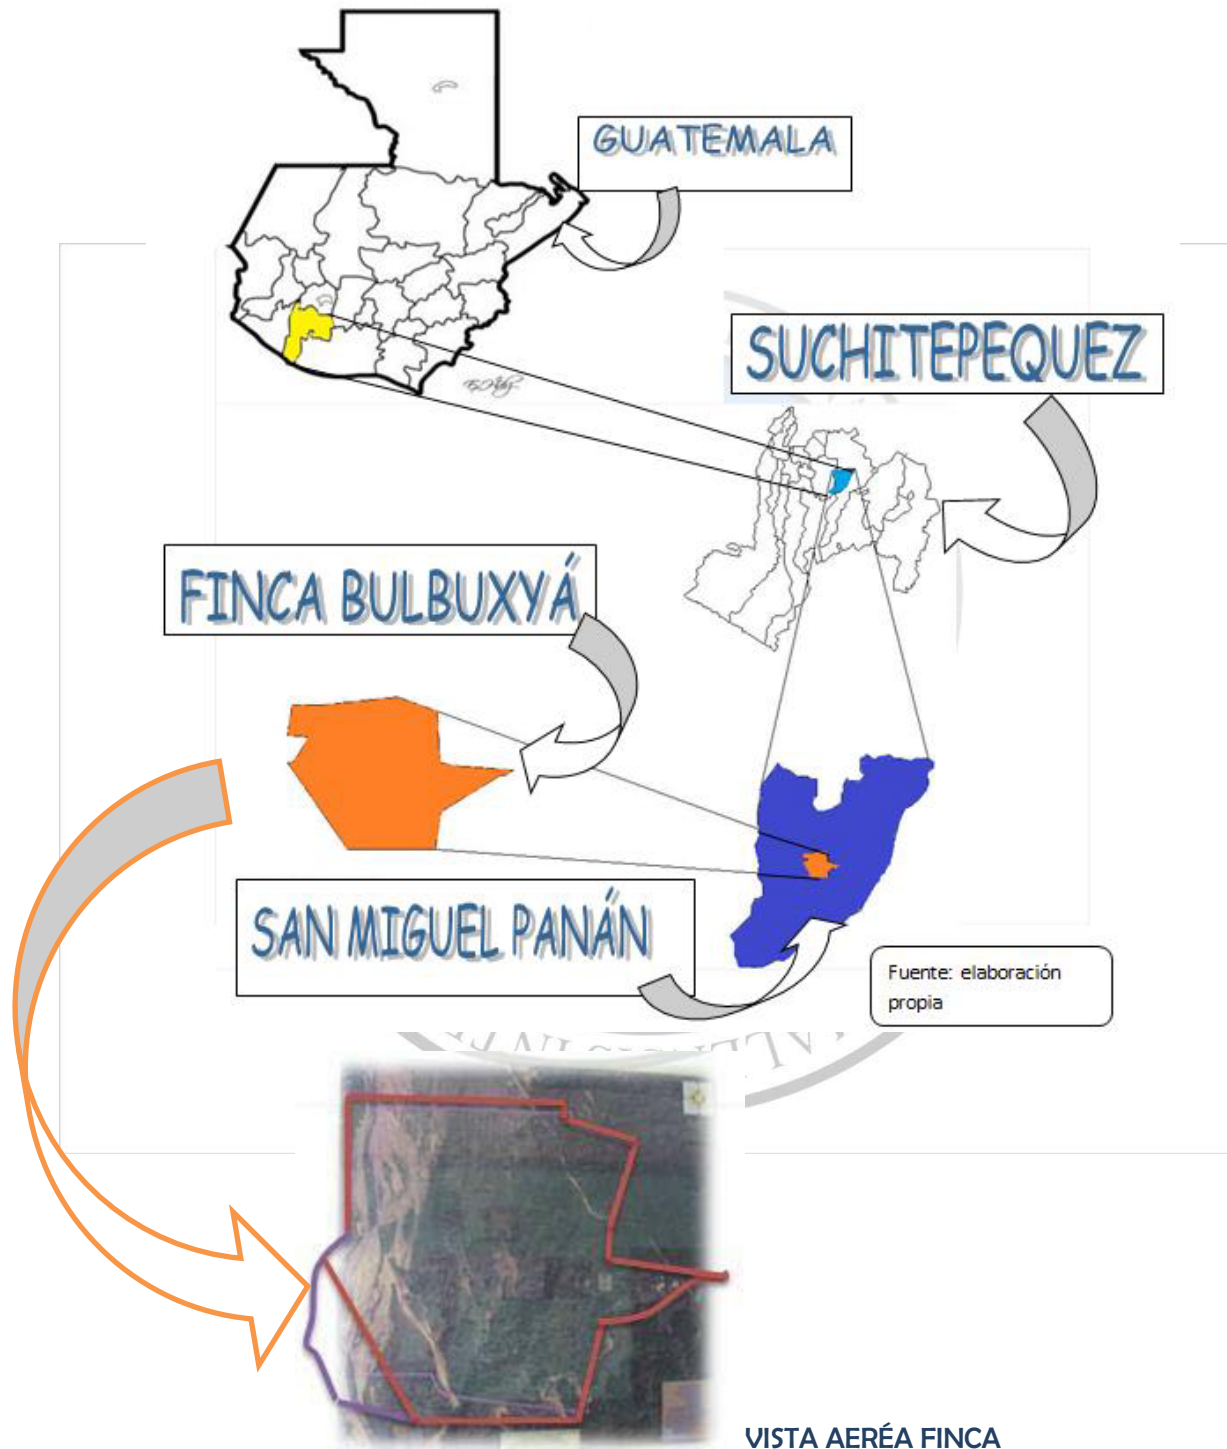 GUATEMALA
SUCHITEPEQUEZ
FINCA BULBUXYÁ
SAN MIGUEL PANÁN
Fuente: elaboración
propia
VISTA AERÉA FINCA